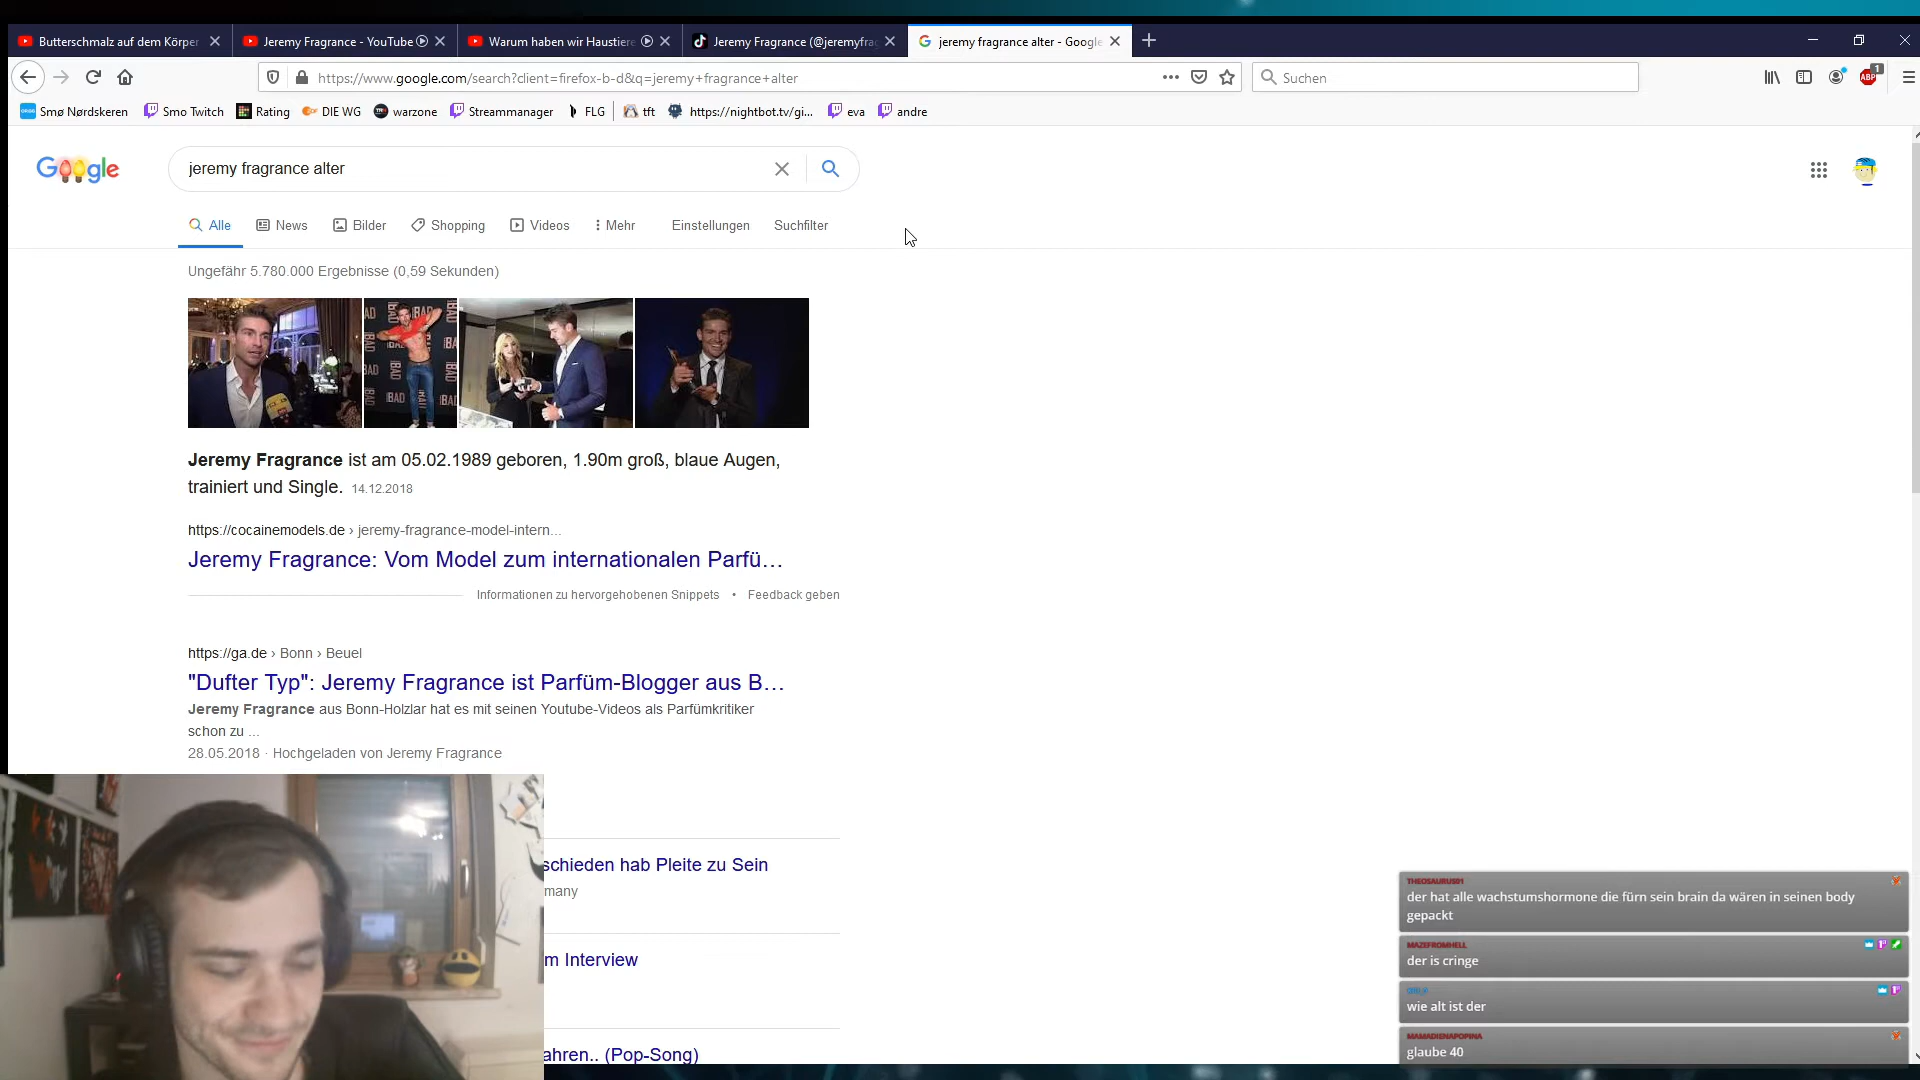 Butterschmalz auf dem Körper
Jeremy Fragrance - YouTube
Warum haben wir Haustiere
Jeremy Fragrance (@jeremyfra
jeremy fragrance alter - Google
https://www.google.com/search?client=firefox-b-d&q=jeremy+fragrance+alter
Suchen
ABP
1
Smø Nørdskeren
Smo Twitch
Rating
DIE WG
warzone
Streammanager
FLG
tft
https://nightbot.tv/gi...
eva
andre
Google
jeremy fragrance alter
Alle
News
Bilder
Shopping
Videos
Mehr
Einstellungen
Suchfilter
Ungefähr 5.780.000 Ergebnisse (0,59 Sekunden)
Jeremy Fragrance ist am 05.02.1989 geboren, 1.90m groß, blaue Augen,
trainiert und Single. 14.12.2018
https://cocainemodels.de › jeremy-fragrance-model-intern...
Jeremy Fragrance: Vom Model zum internationalen Parfü...
Informationen zu hervorgehobenen Snippets • Feedback geben
https://ga.de › Bonn › Beuel
"Dufter Typ": Jeremy Fragrance ist Parfüm-Blogger aus B...
Jeremy Fragrance aus Bonn-Holzlar hat es mit seinen Youtube-Videos als Parfümkritiker
schon zu ...
28.05.2018 · Hochgeladen von Jeremy Fragrance
schieden hab Pleite zu Sein
many
m Interview
ahren.. (Pop-Song)
THEOSAURUS01
der hat alle wachstumshormone die fürn sein brain da wären in seinen body
gepackt
MAZEFROMHELL
der is cringe
wie alt ist der
MAMADIENAPOPINA
glaube 40